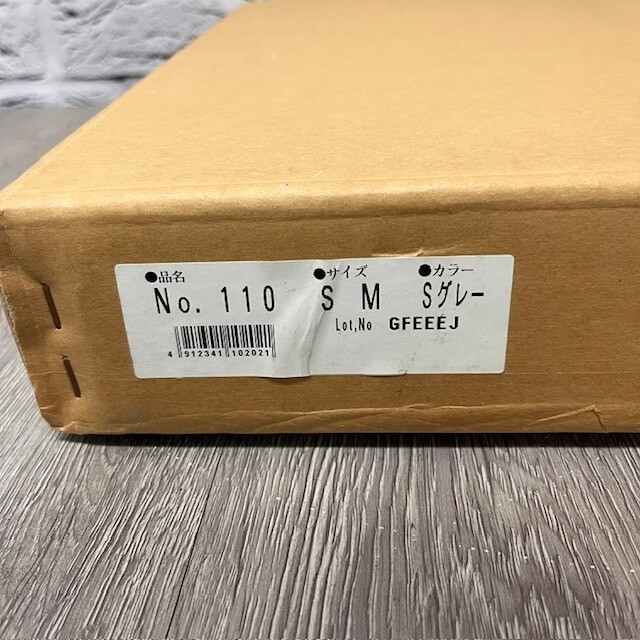 ●品名 ●サイズ ●カラー
No. 110 S M Sグレー
Lot,No GFEEEJ
4 912341 102021